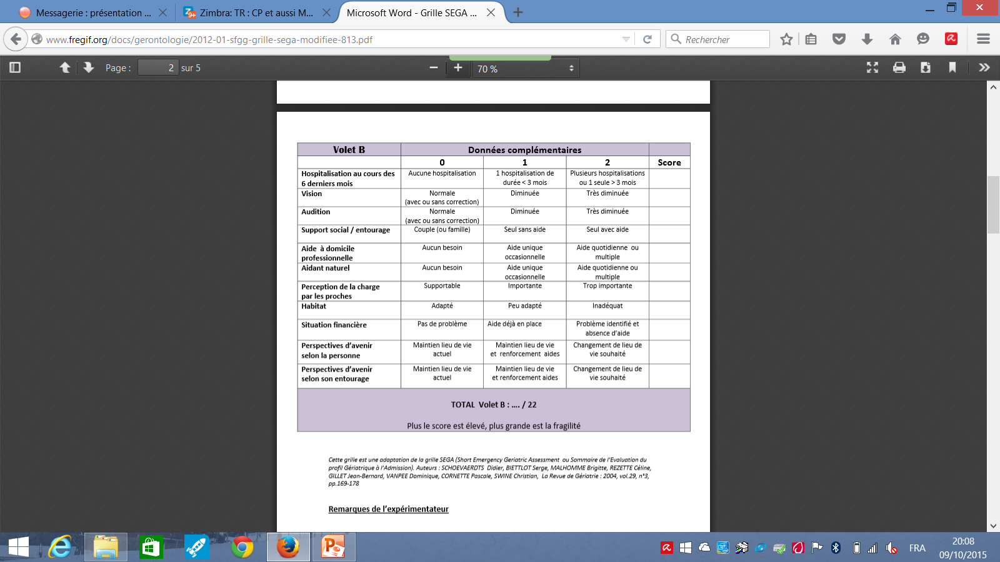 Messagerie : présentation ...
Zimbra: TR : CP et aussi M...
Microsoft Word - Grille SEGA ...
www.fregif.org/docs/gerontologie/2012-01-sfgg-grille-sega-modifiee-813.pdf
Rechercher
Page : 2 sur 5
70 %
Volet B Données complémentaires
0 1 2 Score
Hospitalisation au cours des Aucune hospitalisation 1 hospitalisation de Plusieurs hospitalisations
6 derniers mois durée < 3 mois ou 1 seule > 3 mois
Vision Normale Diminuée Très diminuée
(avec ou sans correction)
Audition Normale Diminuée Très diminuée
(avec ou sans correction)
Support social / entourage Couple (ou famille) Seul sans aide Seul avec aide
Aide à domicile Aucun besoin Aide unique Aide quotidienne ou
professionnelle occasionnelle multiple
Aidant naturel Aucun besoin Aide unique Aide quotidienne ou
occasionnelle multiple
Perception de la charge Supportable Importante Trop importante
par les proches
Habitat Adapté Peu adapté Inadéquat
Situation financière Pas de problème Aide déjà en place Problème identifié et
absence d'aide
Perspectives d'avenir Maintien lieu de vie Maintien lieu de vie Changement de lieu de
selon la personne actuel et renforcement aides vie souhaité
Perspectives d'avenir Maintien lieu de vie Maintien lieu de vie Changement de lieu de
selon son entourage actuel et renforcement aides vie souhaité
TOTAL Volet B : .... / 22
Plus le score est élevé, plus grande est la fragilité
Cette grille est une adaptation de la grille SEGA (Short Emergency Geriatric Assessment ou Sommaire de l'Evaluation du
profil Gériatrique à l'Admission). Auteurs : SCHOEVAERDTS Didier, BIETTLOT Serge, MALHOMME Brigitte, REZETTE Céline,
GILLET Jean-Bernard, VANPEE Dominique, CORNETTE Pascale, SWINE Christian, La Revue de Gériatrie : 2004, vol.29, n°3,
pp.169-178
Remarques de l'expérimentateur
FRA
20:08
09/10/2015